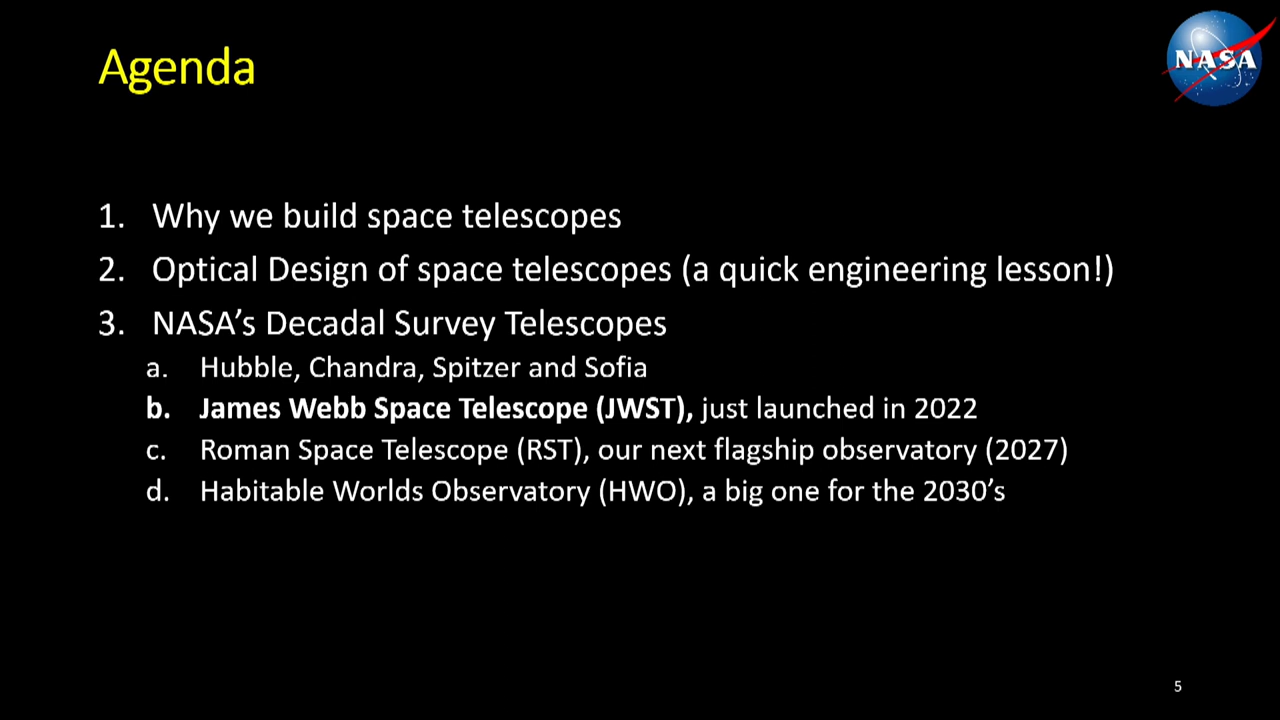 Agenda
NASA
1. Why we build space telescopes
2. Optical Design of space telescopes (a quick engineering lesson!)
3. NASA’s Decadal Survey Telescopes
a. Hubble, Chandra, Spitzer and Sofia
b. James Webb Space Telescope (JWST), just launched in 2022
c. Roman Space Telescope (RST), our next flagship observatory (2027)
d. Habitable Worlds Observatory (HWO), a big one for the 2030’s
5